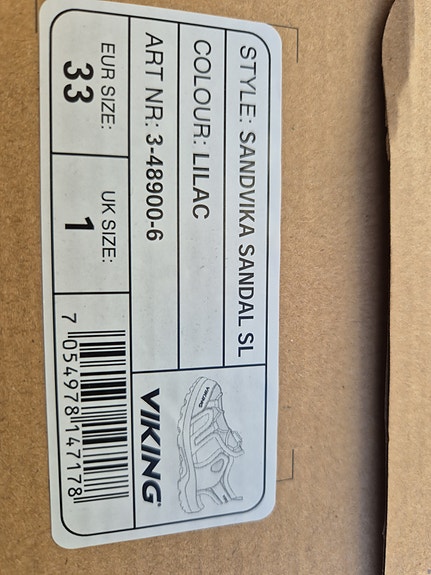 STYLE: SANDVIKA SANDAL SL
COLOUR: LILAC
ART NR: 3-48900-6
VIKING®
EUR SIZE:
33
UK SIZE:
1
7 054978 147178
VIKING